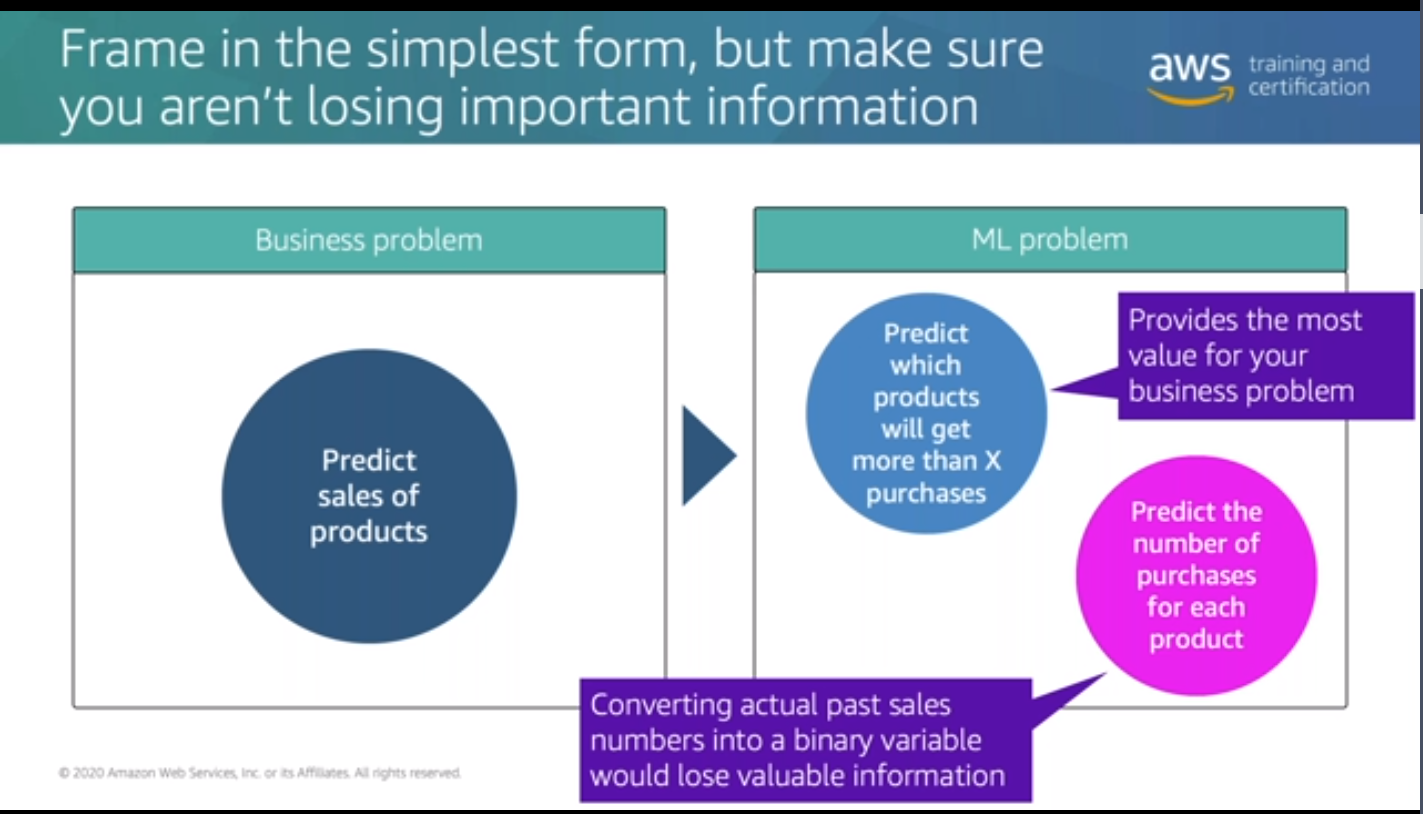 Frame in the simplest form, but make sure
you aren't losing important information
aws training and
certification
Business problem
Predict
sales of
products
ML problem
Predict
which
products
will get
more than X
purchases
Provides the most
value for your
business problem
Predict the
number of
purchases
for each
product
Converting actual past sales
numbers into a binary variable
would lose valuable information
© 2020 Amazon Web Services, Inc. or its Affiliates. All rights reserved.